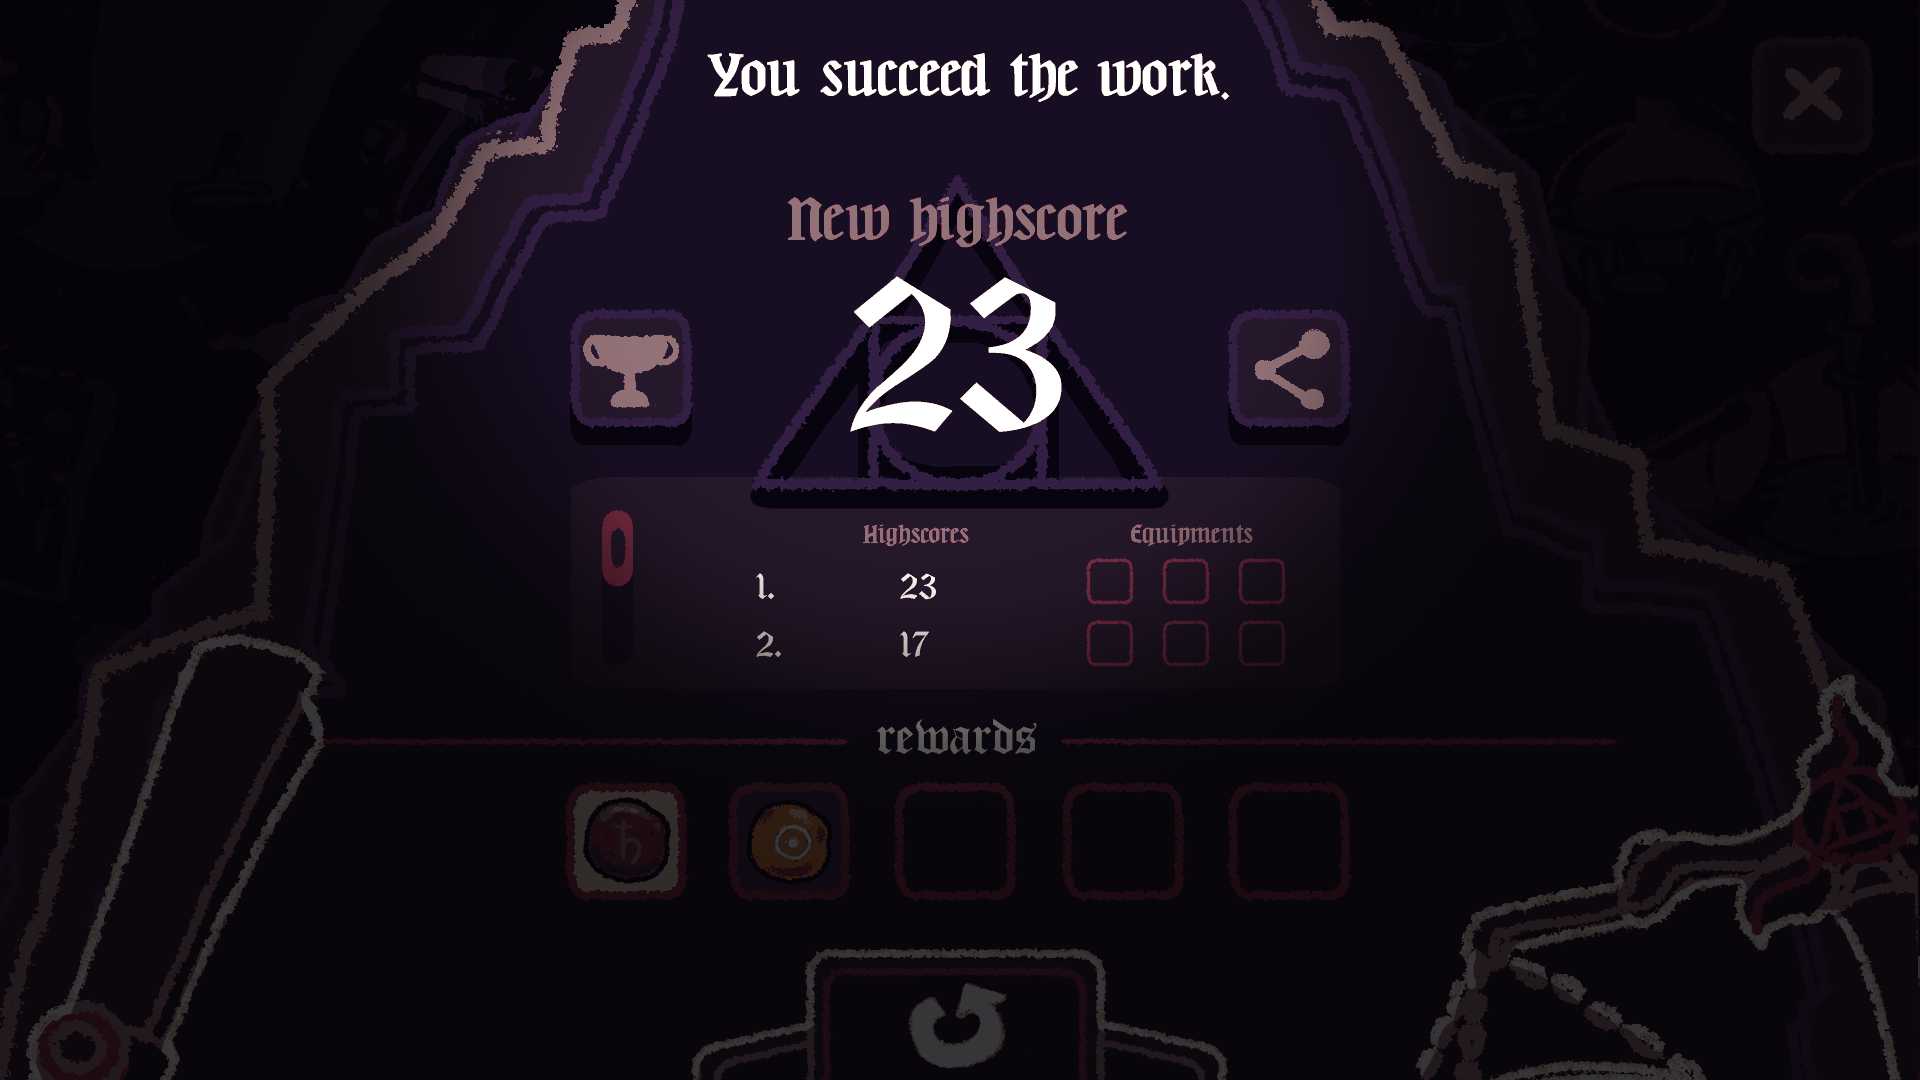 You succeed the work.
New highscore
23
Highscores Equipments
1. 23
2. 17
rewards
♄ ☉